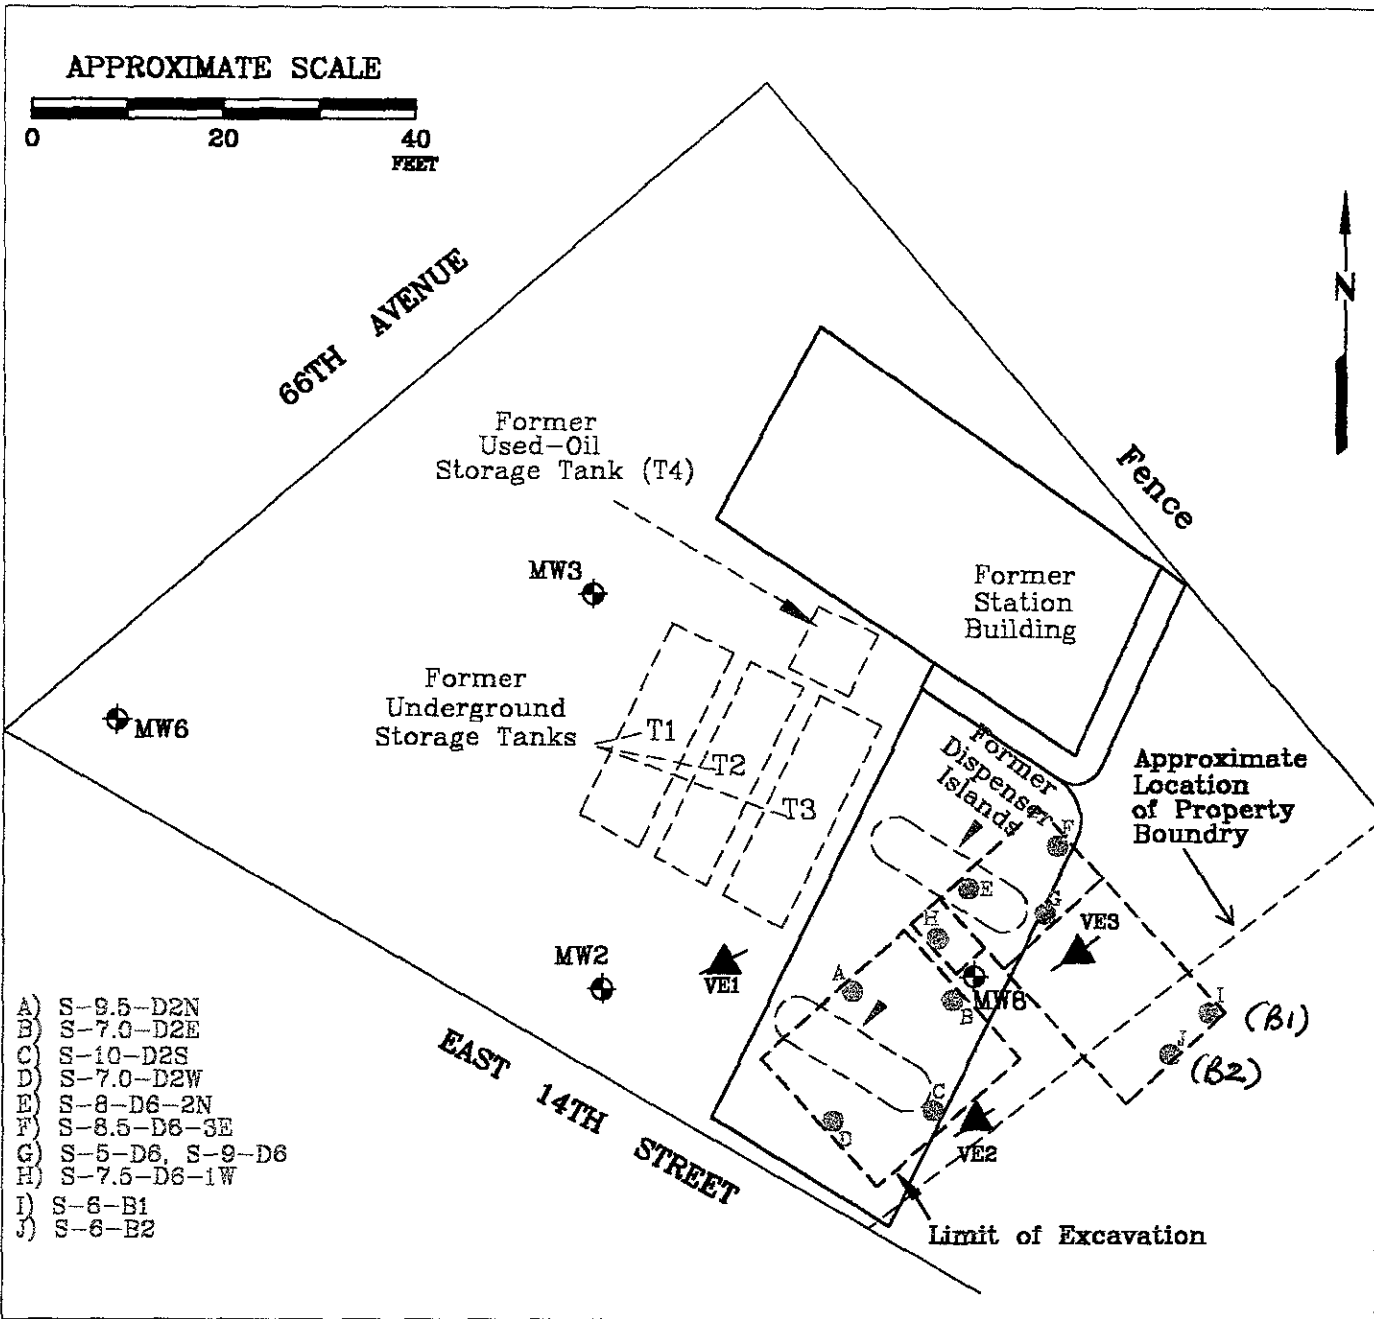 APPROXIMATE SCALE
0 20 40
FEET
66TH AVENUE
N
Former
Used-Oil
Storage Tank (T4)
Fence
MW3
Former
Station
Building
Former
Underground
Storage Tanks
MW6
T1
T2
T3
Former
Dispenser
Islands
Approximate
Location
of Property
Boundry
F
E
G
H
VE3
MW2
VE1
A
MW8
B
I
(B1)
J
(B2)
C
D
VE2
EAST 14TH STREET
Limit of Excavation
A) S-9.5-D2N
B) S-7.0-D2E
C) S-10-D2S
D) S-7.0-D2W
E) S-8-D6-2N
F) S-8.5-D6-3E
G) S-5-D6, S-9-D6
H) S-7.5-D6-1W
I) S-6-B1
J) S-6-B2